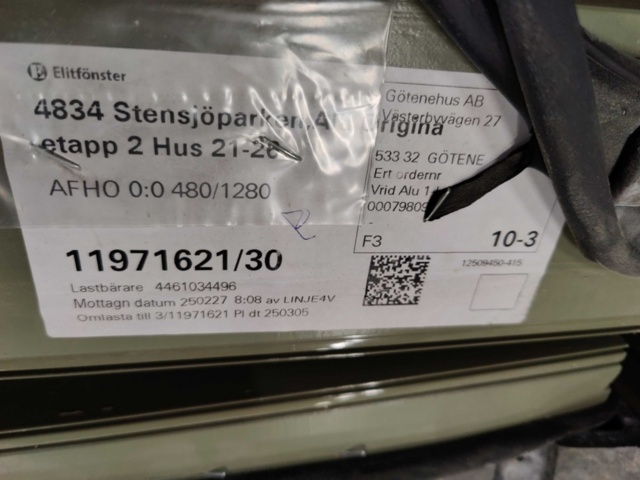 Elitfönster
4834 Stensjöparken,
etapp 2 Hus 21-26
AFHO 0:0 480/1280
11971621/30
Lastbärare 4461034496
Mottagn datum 250227 8:08 av LINJE4V
Omlasta till 3/11971621 Pl dt 250305
Götenehus AB
Västerbyvägen 27
533 32 GÖTENE
Ert ordernr
Vrid Alu
F3 10-3
12509450-415